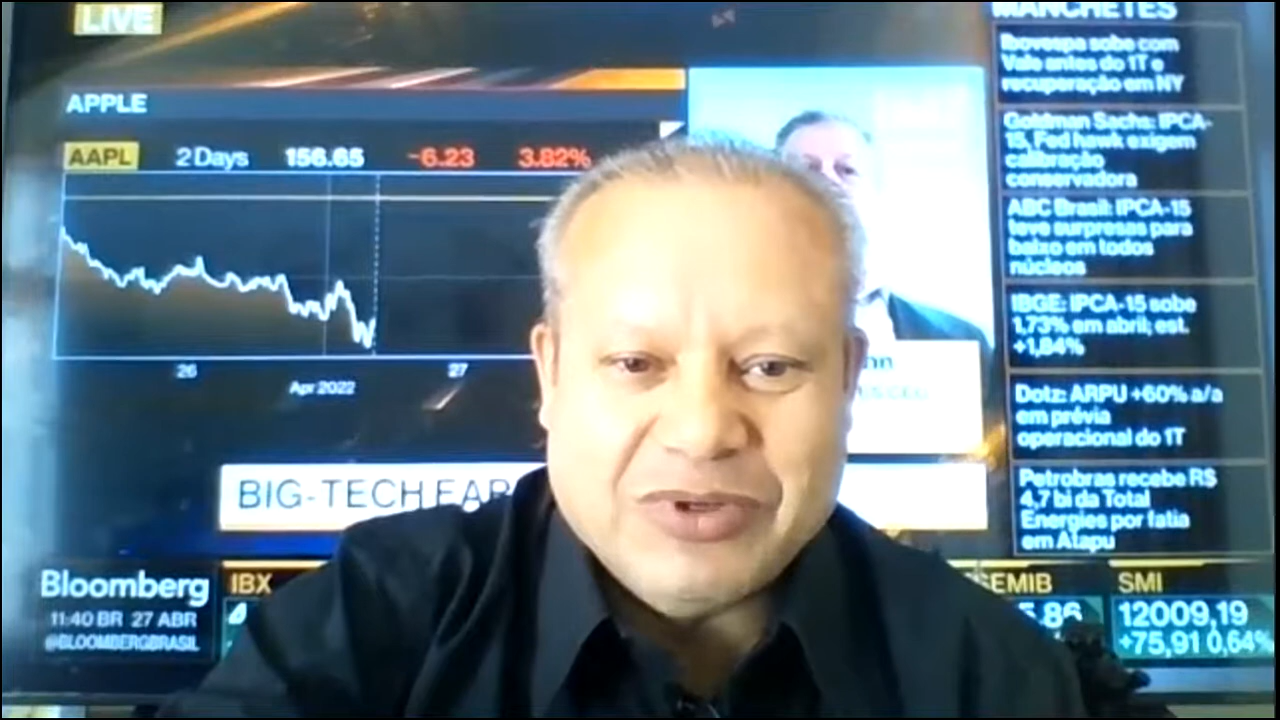 LIVE
MANCHETES
APPLE
AAPL 2 Days 156.65 -6.23 3.82%
26
27
Apr 2022
BIG-TECH EAR
Ibovespa sobe com
Vale antes do 1T e
recuperação em NY
Goldman Sachs: IPCA-
15, Fed hawk exigem
calibração
conservadora
ABC Brasil: IPCA-15
teve surpresas para
baixo em todos
núcleos
IBGE: IPCA-15 sobe
1,73% em abril; est.
+1,84%
Dotz: ARPU +60% a/a
em prévia
operacional do 1T
Petrobras recebe R$
4,7 bi da Total
Energies por fatia
em Atapu
Bloomberg
11:40 BR 27 ABR
@BLOOMBERGBRASIL
IBX
SEMIB
5.86
SMI
12009,19
+75,91 0,64%